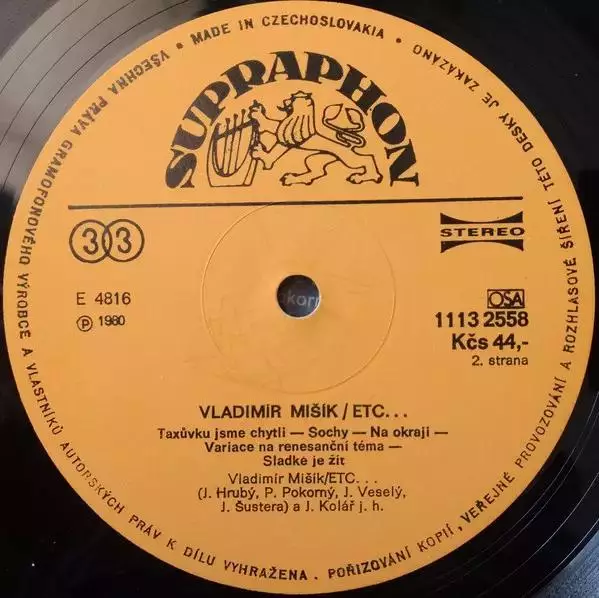 VŠECHNA PRÁVA GRAMOFONOVÉHO VÝROBCE A VLASTNÍKŮ AUTORSKÝCH PRÁV K DÍLU VYHRAŽENA . POŘIZOVÁNÍ KOPIÍ , VEŘEJNÉ PROVOZOVÁNÍ A ROZHLASOVÉ ŠÍŘENÍ TÉTO DESKY JE ZAKÁZÁNO
• MADE IN CZECHOSLOVAKIA •
SUPRAPHON
33
STEREO
E 4816
Ⓟ 1980
OSA
1113 2558
Kčs 44,-
2. strana
okorn
VLADIMÍR MIŠÍK / ETC...
Taxůvku jsme chytli — Sochy — Na okraji —
Variace na renesanční téma —
Sladké je žít
Vladimír Mišík/ETC...
(J. Hrubý, P. Pokorný, J. Veselý,
J. Šustera) a J. Kolář j. h.